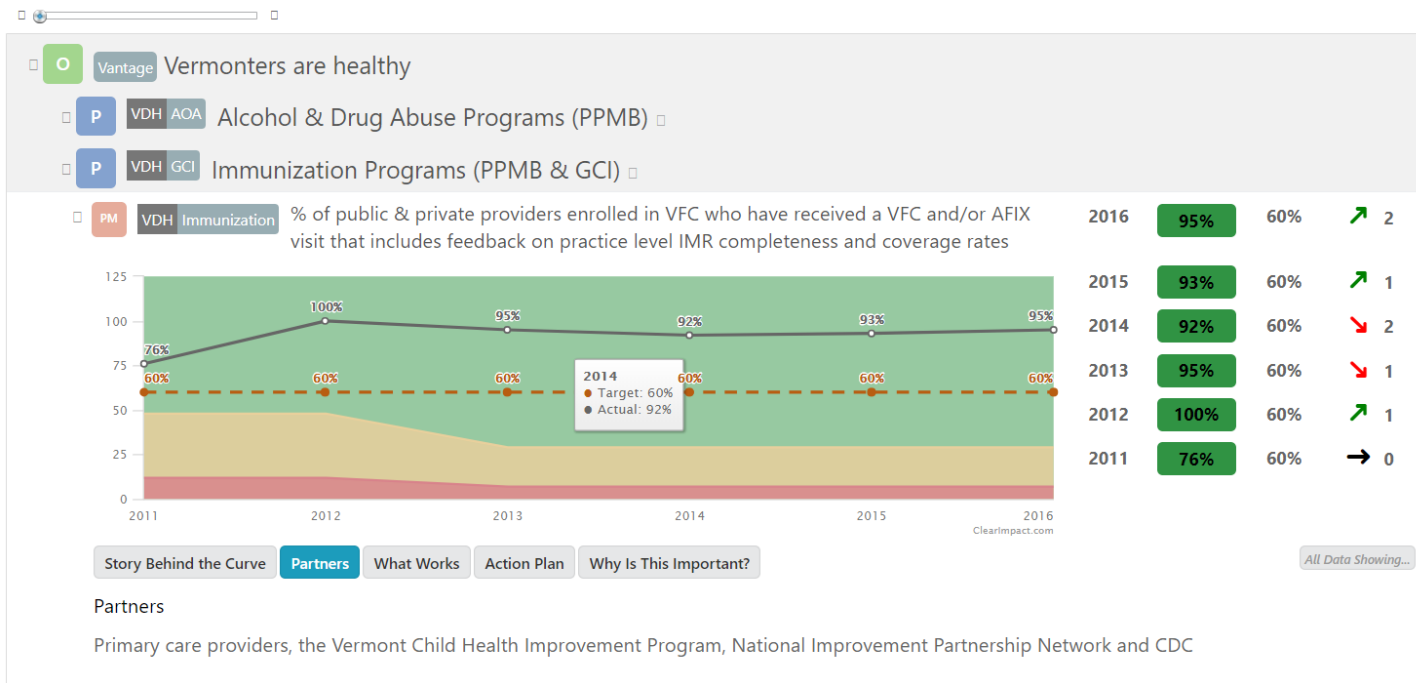 O Vantage Vermonters are healthy
P VDH AOA Alcohol & Drug Abuse Programs (PPMB)
P VDH GCI Immunization Programs (PPMB & GCI)
PM VDH Immunization % of public & private providers enrolled in VFC who have received a VFC and/or AFIX
visit that includes feedback on practice level IMR completeness and coverage rates
2016 95% 60% 2
2015 93% 60% 1
2014 92% 60% 2
2013 95% 60% 1
2012 100% 60% 1
2011 76% 60% 0
125
100
75
50
25
0
76% 100% 95% 92% 93% 95%
60% 60% 60% 60% 60% 60%
2014
Target: 60%
Actual: 92%
2011 2012 2013 2014 2015 2016
ClearImpact.com
Story Behind the Curve Partners What Works Action Plan Why Is This Important? All Data Showing...
Partners
Primary care providers, the Vermont Child Health Improvement Program, National Improvement Partnership Network and CDC